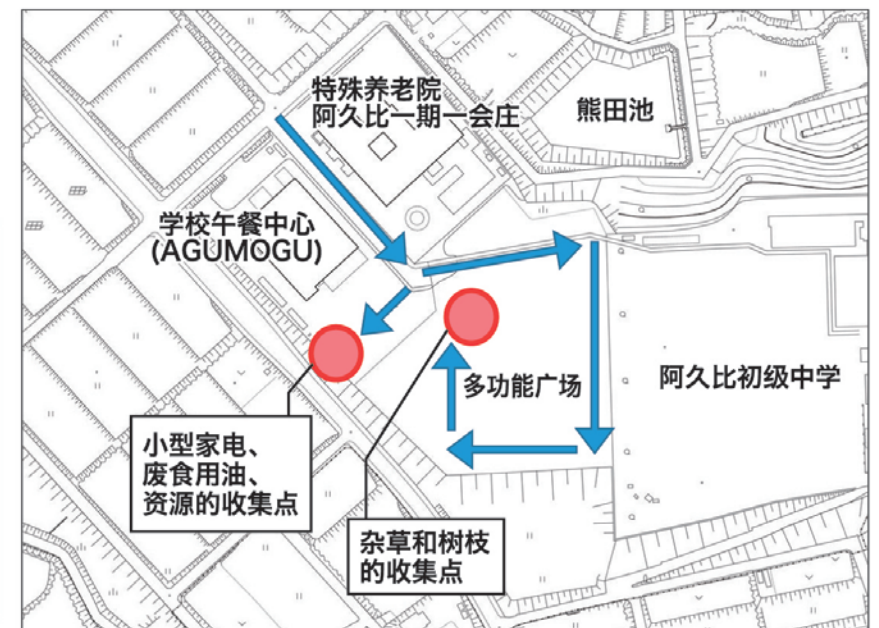 特殊养老院
阿久比一期一会庄
熊田池
学校午餐中心
(AGUMOGU)
多功能广场
阿久比初级中学
小型家电、
废食用油、
资源的收集点
杂草和树枝
的收集点